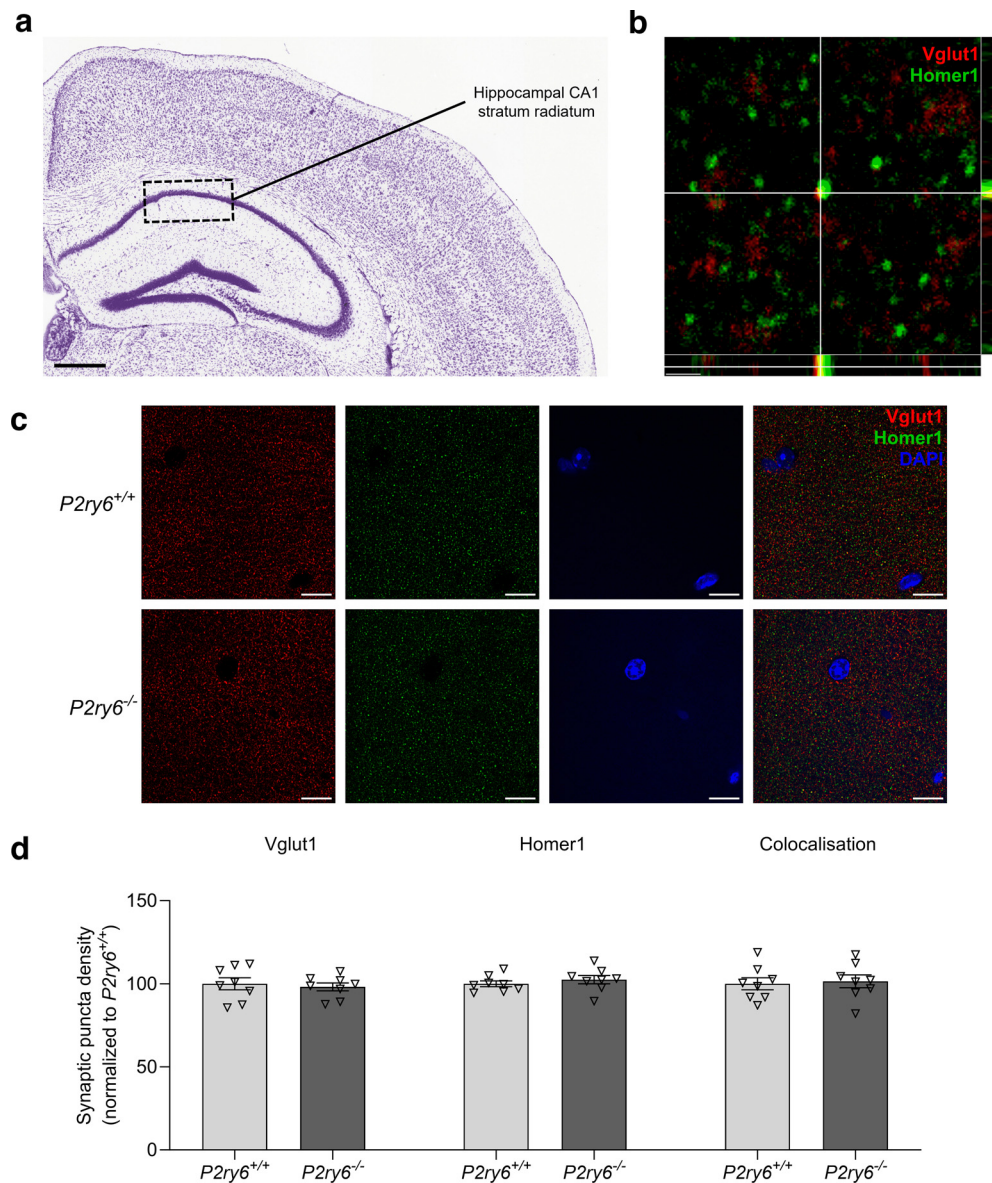 a
Hippocampal CA1
stratum radiatum
b
Vglut1
Homer1
c
Vglut1
Homer1
DAPI
P2ry6+/+
P2ry6-/-
d
Vglut1
Homer1
Colocalisation
Synaptic puncta density
(normalized to P2ry6+/+)
150
100
50
0
P2ry6+/+
P2ry6-/-
P2ry6+/+
P2ry6-/-
P2ry6+/+
P2ry6-/-